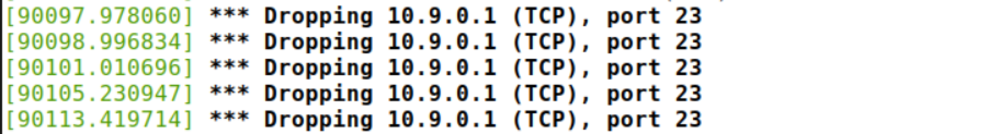 [90097.978060] *** Dropping 10.9.0.1 (TCP), port 23
[90098.996834] *** Dropping 10.9.0.1 (TCP), port 23
[90101.010696] *** Dropping 10.9.0.1 (TCP), port 23
[90105.230947] *** Dropping 10.9.0.1 (TCP), port 23
[90113.419714] *** Dropping 10.9.0.1 (TCP), port 23